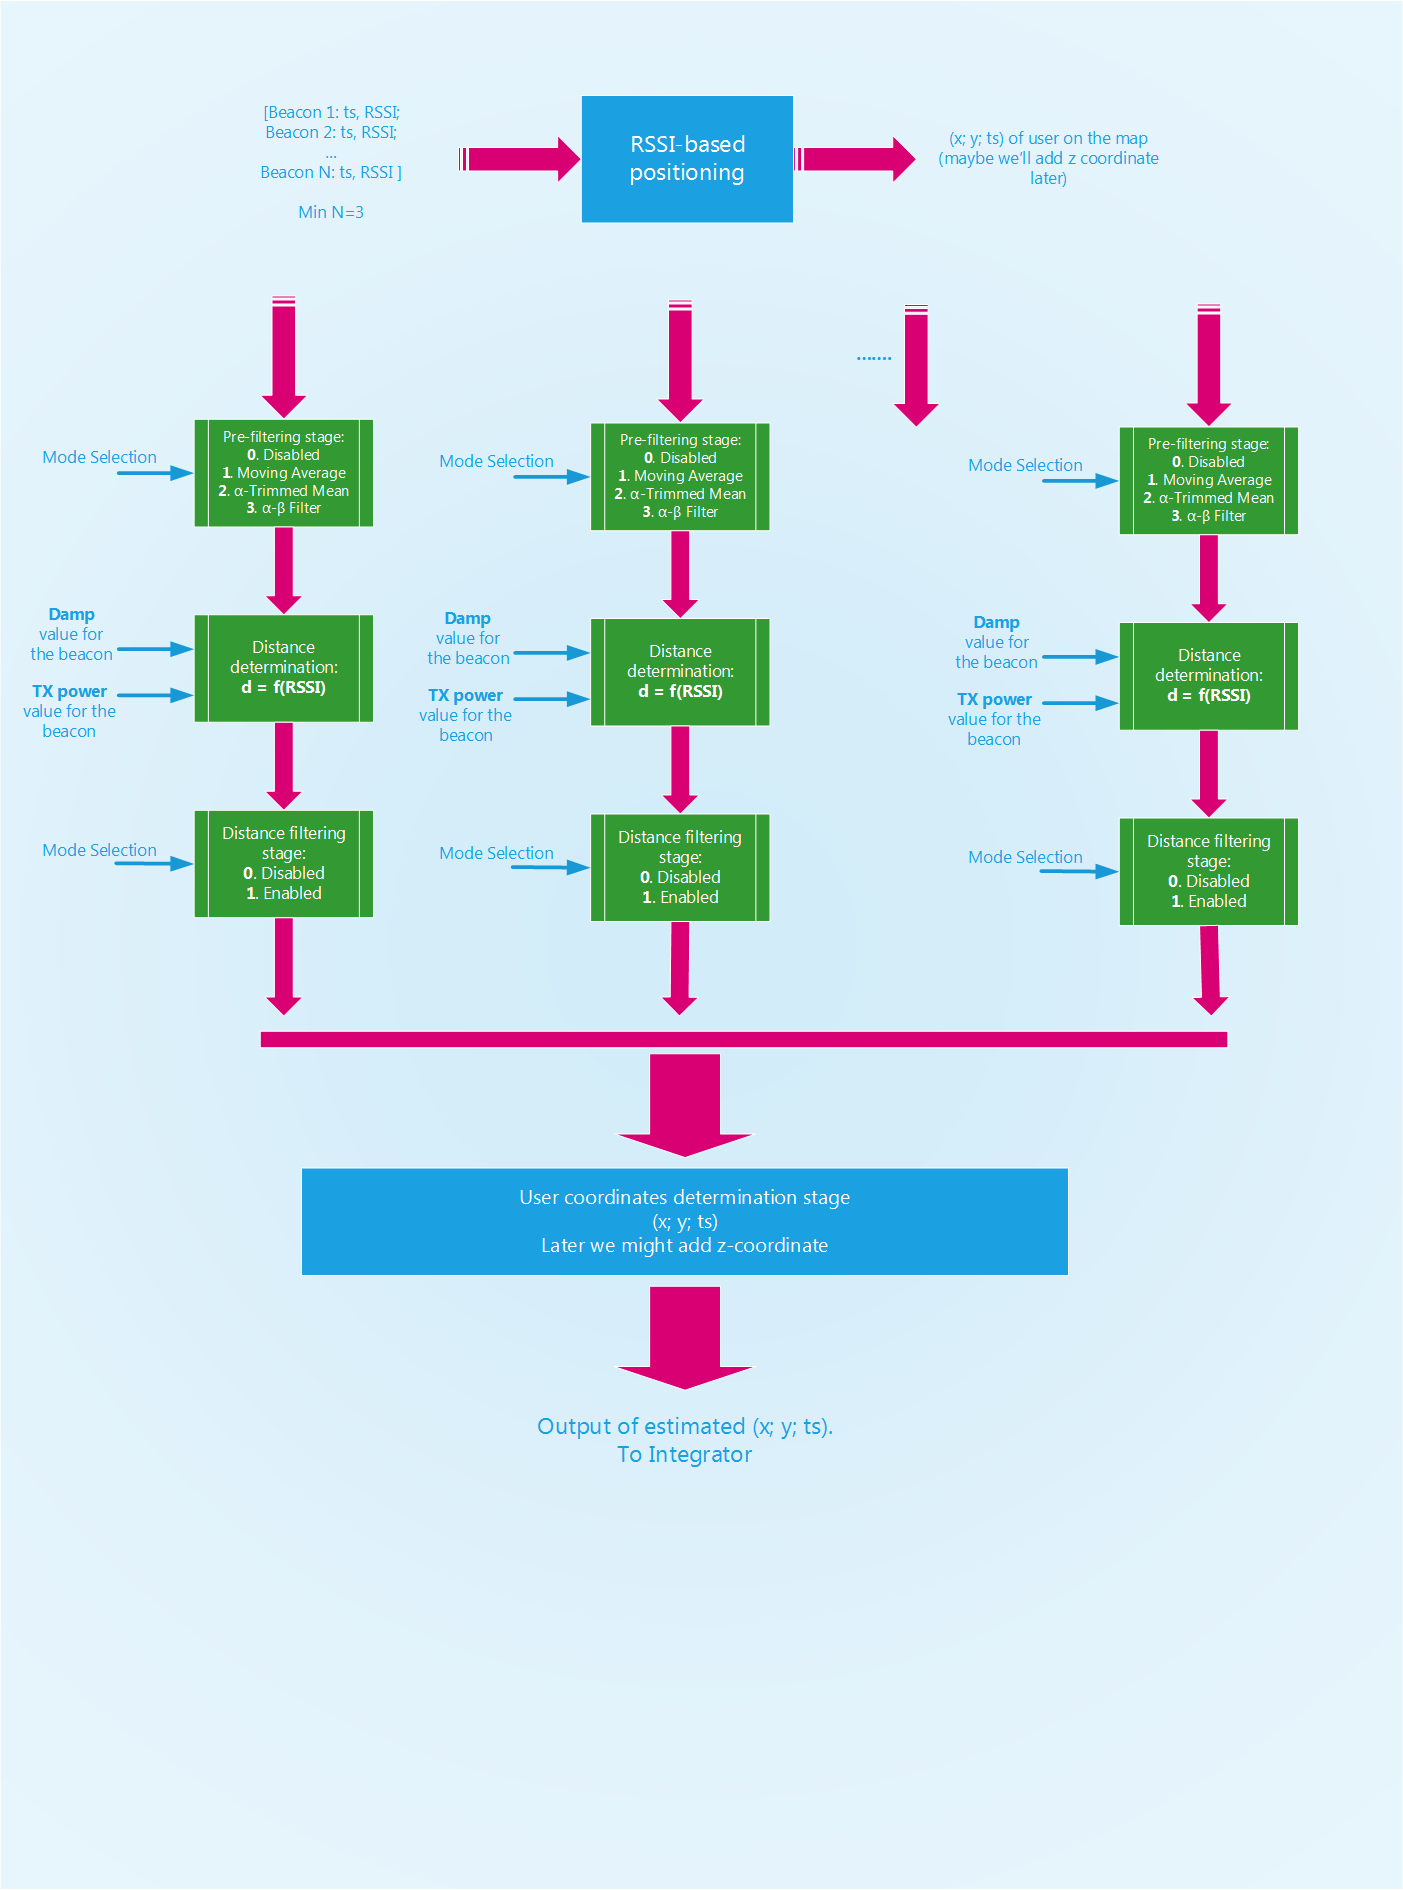 [Beacon 1: ts, RSSI;
Beacon 2: ts, RSSI;
...
Beacon N: ts, RSSI ]
Min N=3
RSSI-based
positioning
(x; y; ts) of user on the map
(maybe we'll add z coordinate
later)
.......
Mode Selection
Pre-filtering stage:
0. Disabled
1. Moving Average
2. α-Trimmed Mean
3. α-β Filter
Mode Selection
Pre-filtering stage:
0. Disabled
1. Moving Average
2. α-Trimmed Mean
3. α-β Filter
Mode Selection
Pre-filtering stage:
0. Disabled
1. Moving Average
2. α-Trimmed Mean
3. α-β Filter
Damp
value for
the beacon
TX power
value for the
beacon
Distance
determination:
d = f(RSSI)
Damp
value for
the beacon
TX power
value for the
beacon
Distance
determination:
d = f(RSSI)
Damp
value for
the beacon
TX power
value for the
beacon
Distance
determination:
d = f(RSSI)
Mode Selection
Distance filtering
stage:
0. Disabled
1. Enabled
Mode Selection
Distance filtering
stage:
0. Disabled
1. Enabled
Mode Selection
Distance filtering
stage:
0. Disabled
1. Enabled
User coordinates determination stage
(x; y; ts)
Later we might add z-coordinate
Output of estimated (x; y; ts).
To Integrator